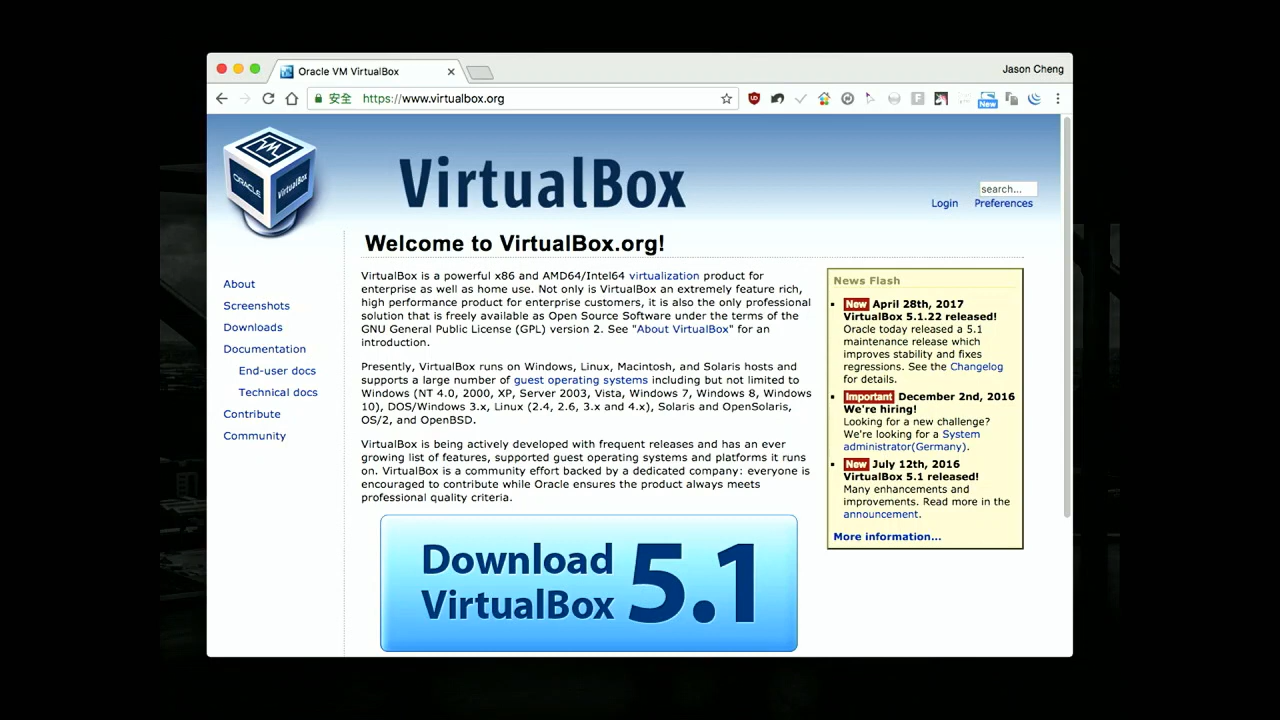 Oracle VM VirtualBox
Jason Cheng
安全 https://www.virtualbox.org
New
ORACLE
VirtualBox
VirtualBox
search...
Login Preferences
Welcome to VirtualBox.org!
About
Screenshots
Downloads
Documentation
End-user docs
Technical docs
Contribute
Community
VirtualBox is a powerful x86 and AMD64/Intel64 virtualization product for
enterprise as well as home use. Not only is VirtualBox an extremely feature rich,
high performance product for enterprise customers, it is also the only professional
solution that is freely available as Open Source Software under the terms of the
GNU General Public License (GPL) version 2. See "About VirtualBox" for an
introduction.
Presently, VirtualBox runs on Windows, Linux, Macintosh, and Solaris hosts and
supports a large number of guest operating systems including but not limited to
Windows (NT 4.0, 2000, XP, Server 2003, Vista, Windows 7, Windows 8, Windows
10), DOS/Windows 3.x, Linux (2.4, 2.6, 3.x and 4.x), Solaris and OpenSolaris,
OS/2, and OpenBSD.
VirtualBox is being actively developed with frequent releases and has an ever
growing list of features, supported guest operating systems and platforms it runs
on. VirtualBox is a community effort backed by a dedicated company: everyone is
encouraged to contribute while Oracle ensures the product always meets
professional quality criteria.
Download
VirtualBox
5.1
News Flash
New April 28th, 2017
VirtualBox 5.1.22 released!
Oracle today released a 5.1
maintenance release which
improves stability and fixes
regressions. See the Changelog
for details.
Important December 2nd, 2016
We're hiring!
Looking for a new challenge?
We're looking for a System
administrator(Germany).
New July 12th, 2016
VirtualBox 5.1 released!
Many enhancements and
improvements. Read more in the
announcement.
More information...